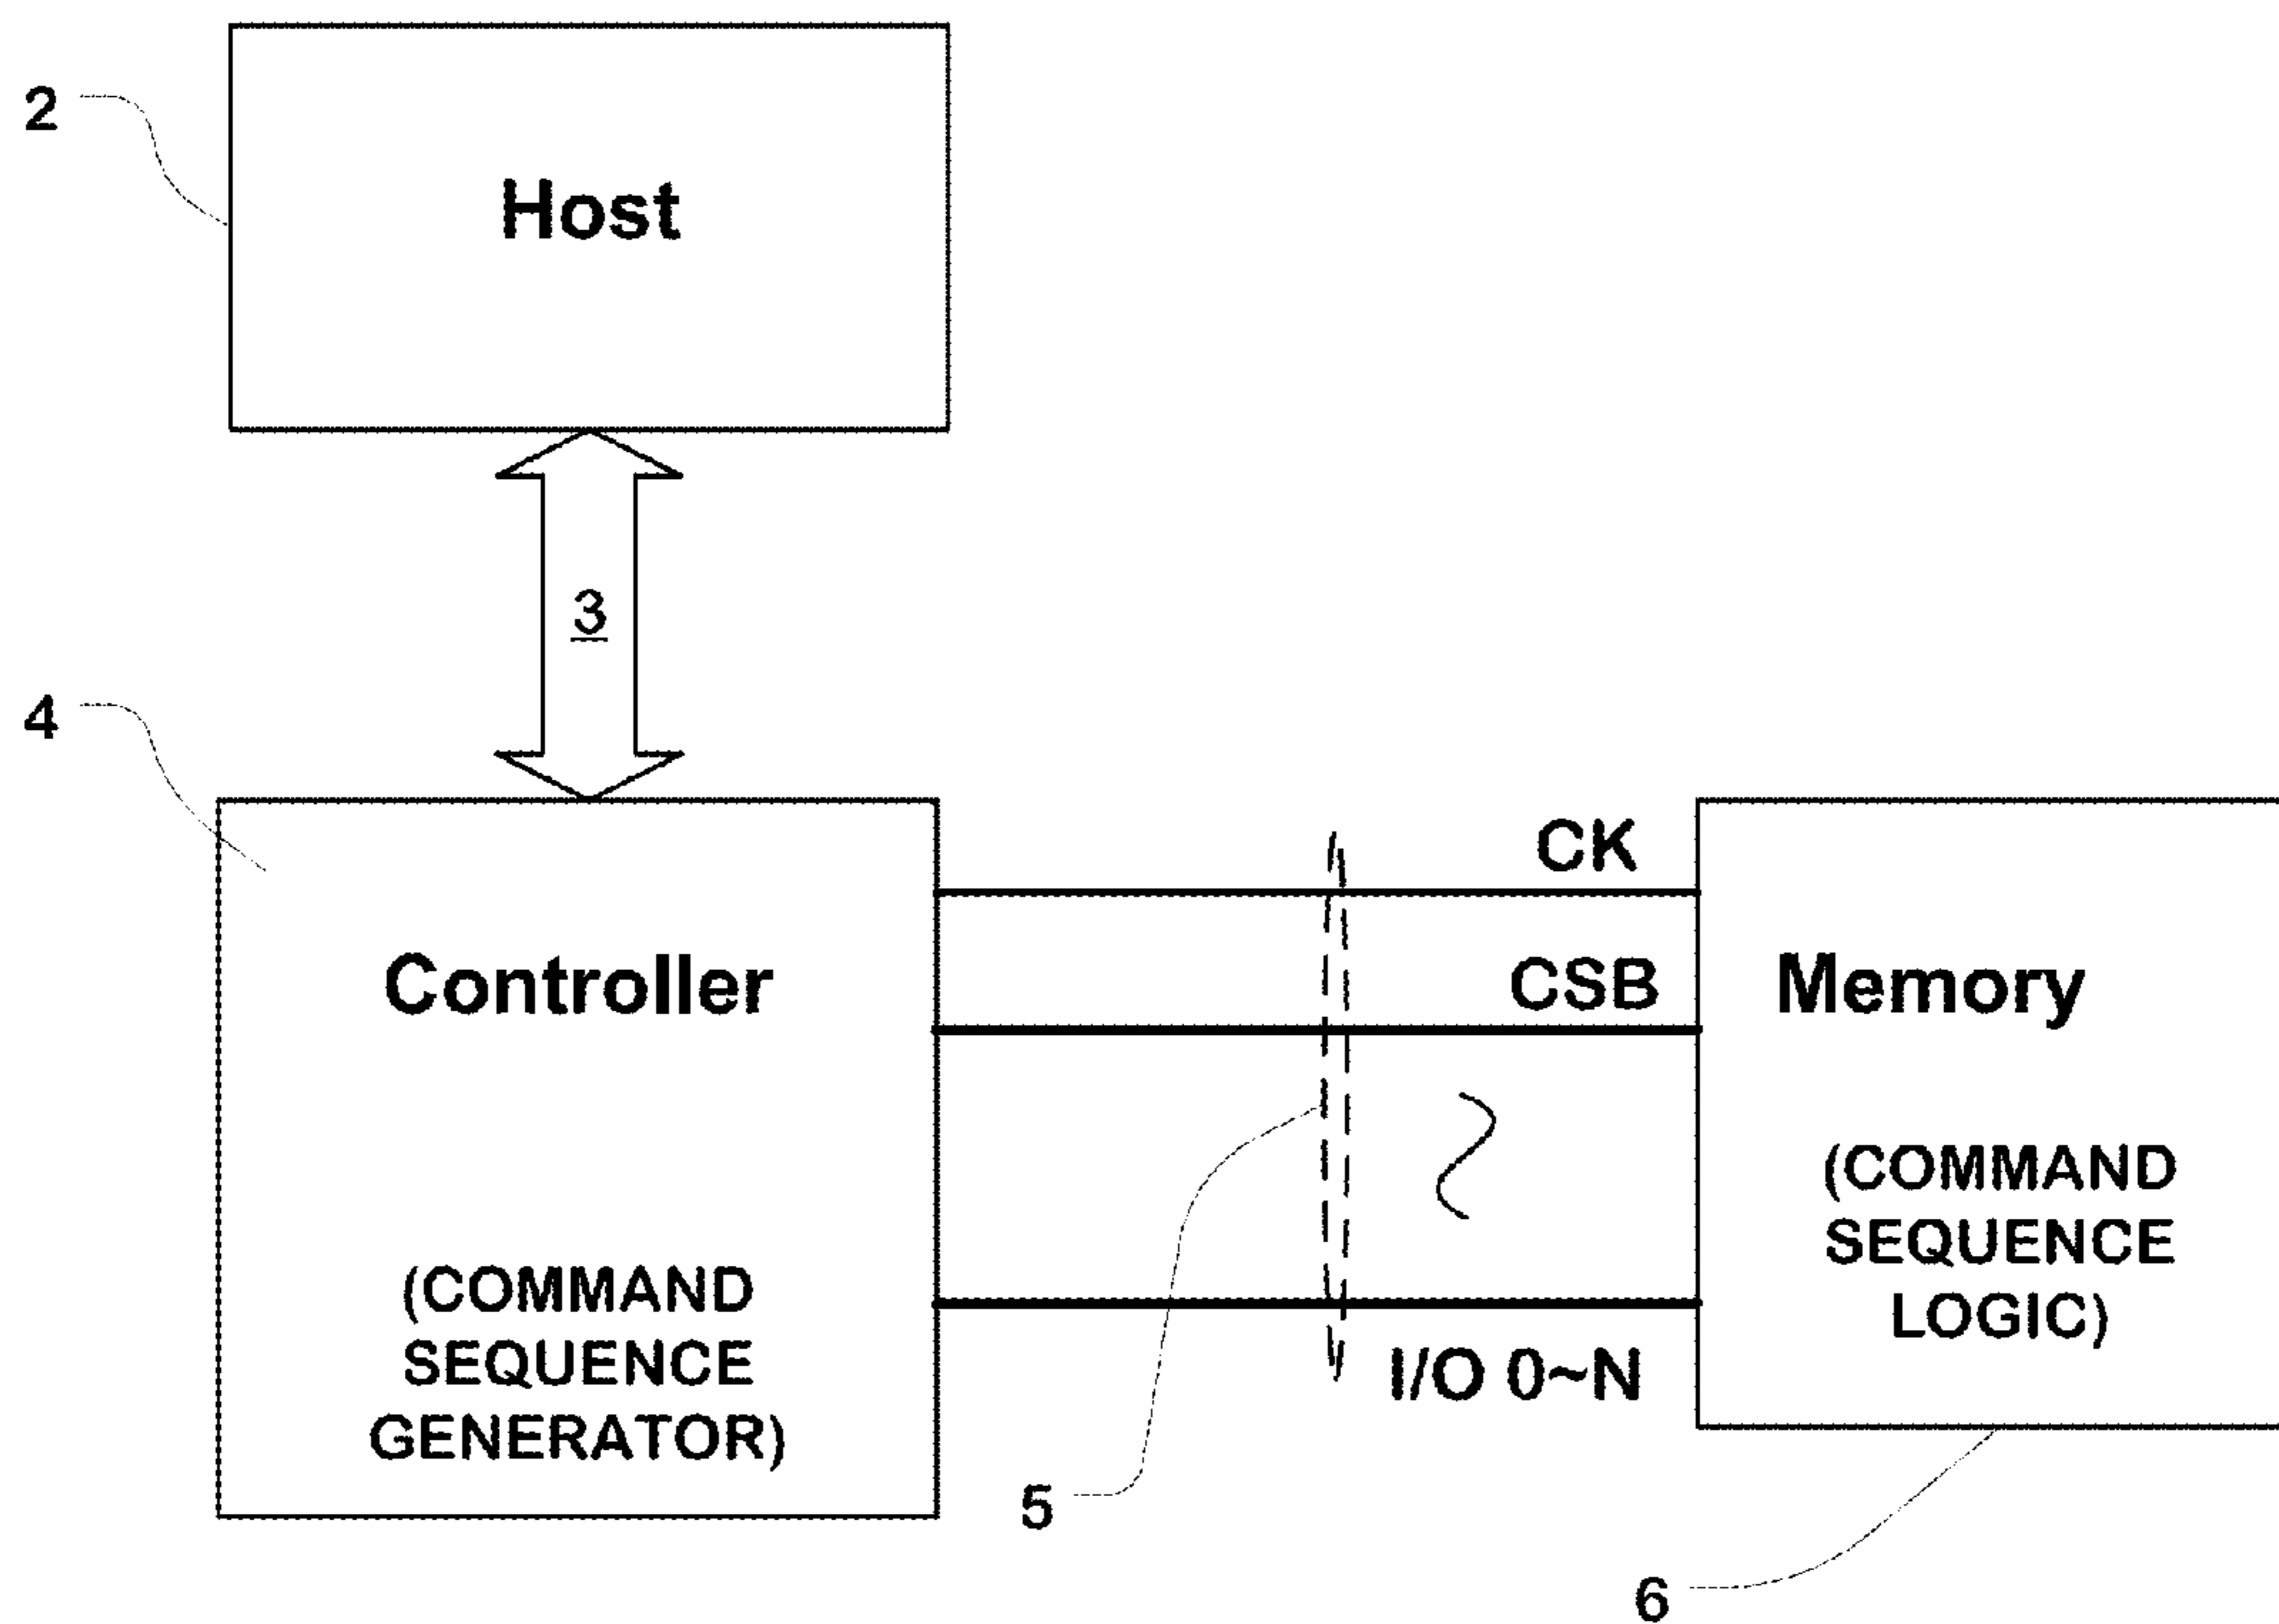 2
Host
3
4
CK
Controller
CSB
Memory
(COMMAND
SEQUENCE
GENERATOR)
(COMMAND
SEQUENCE
LOGIC)
I/O 0~N
5
6